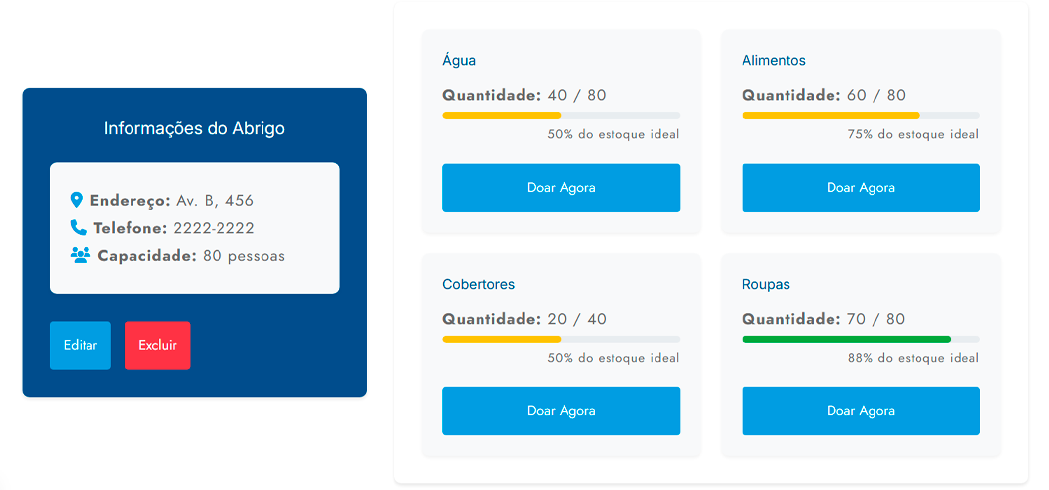 Informações do Abrigo
Endereço: Av. B, 456
Telefone: 2222-2222
Capacidade: 80 pessoas
Editar
Excluir
Água
Quantidade: 40 / 80
50% do estoque ideal
Doar Agora
Alimentos
Quantidade: 60 / 80
75% do estoque ideal
Doar Agora
Cobertores
Quantidade: 20 / 40
50% do estoque ideal
Doar Agora
Roupas
Quantidade: 70 / 80
88% do estoque ideal
Doar Agora